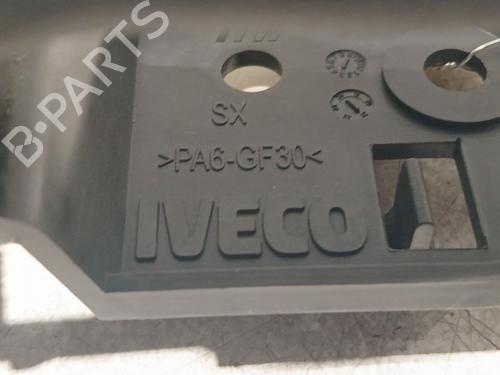 B-PARTS
SX
>PA6-GF30<
IVECO